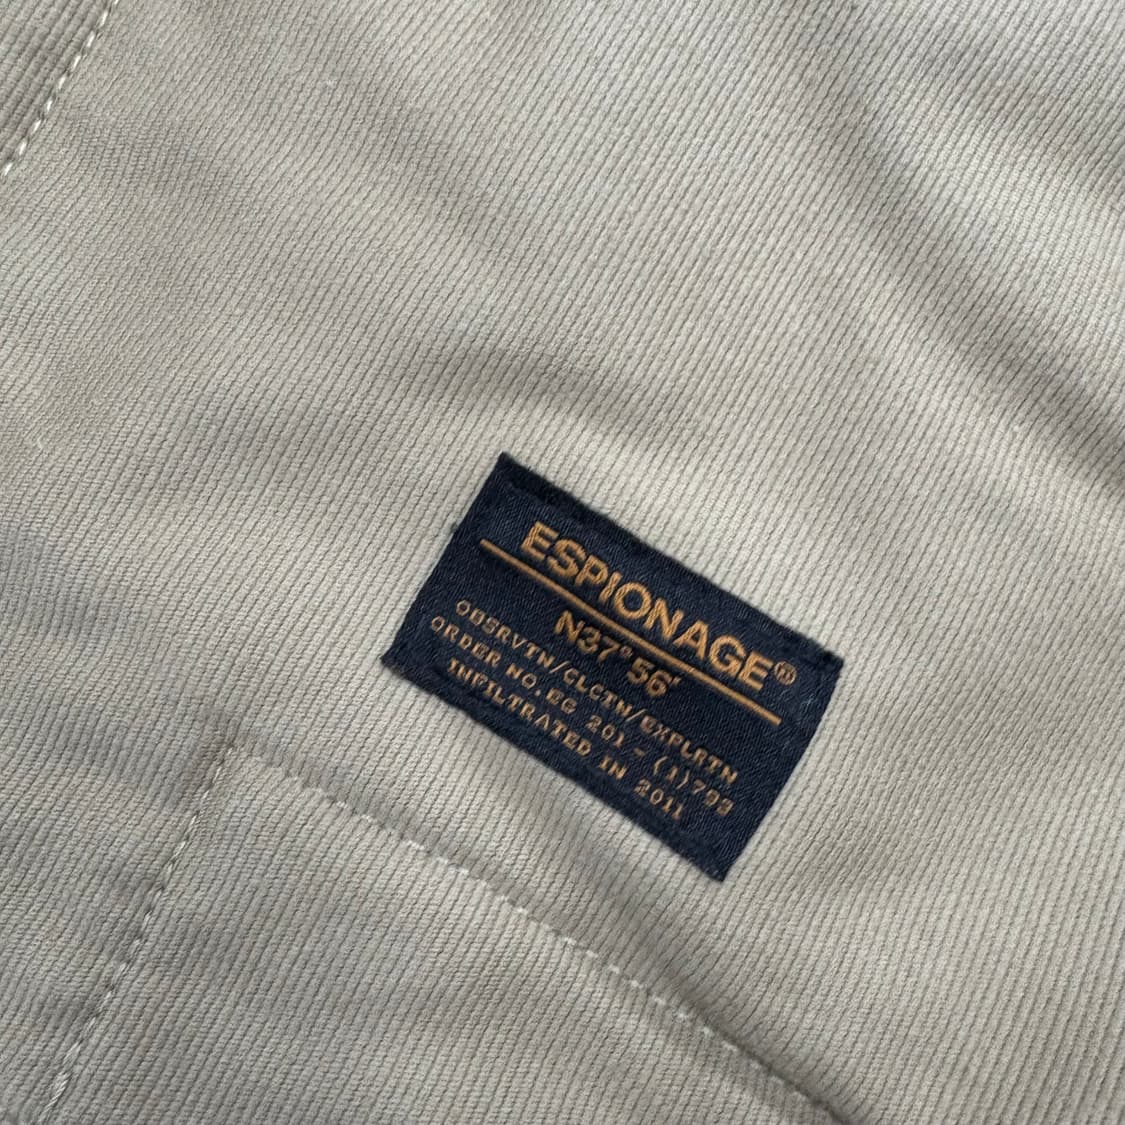 ESPIONAGE®
N37°56'
OBSRVTN/CLCTN/EXPLRTN
ORDER NO.EG 201-(1)793
INFILTRATED IN 2011